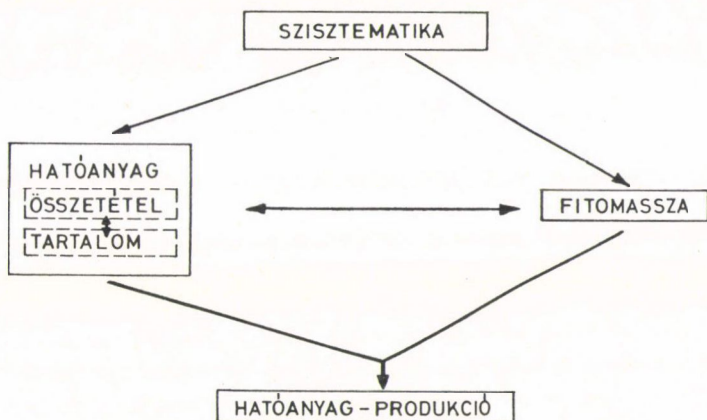 SZISZTEMATIKA
HATÓANYAG
ÖSSZETÉTEL
TARTALOM
FITOMASSZA
HATÓANYAG – PRODUKCIÓ